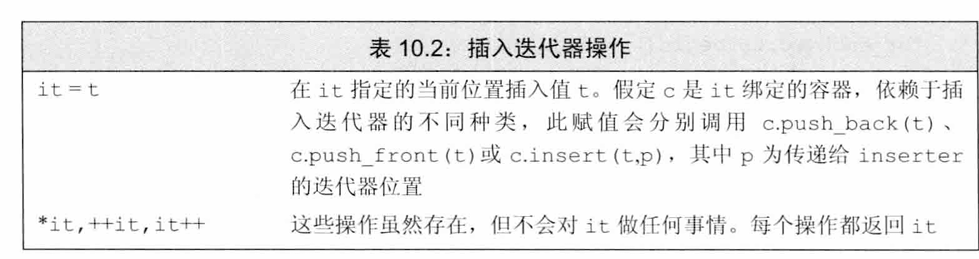 表 10.2：插入迭代器操作
it = t 在 it 指定的当前位置插入值 t。假定 c 是 it 绑定的容器，依赖于插
入迭代器的不同种类，此赋值会分别调用 c.push_back(t)、
c.push_front(t)或 c.insert(t,p)，其中 p 为传递给 inserter
的迭代器位置
*it,++it,it++ 这些操作虽然存在，但不会对 it 做任何事情。每个操作都返回 it